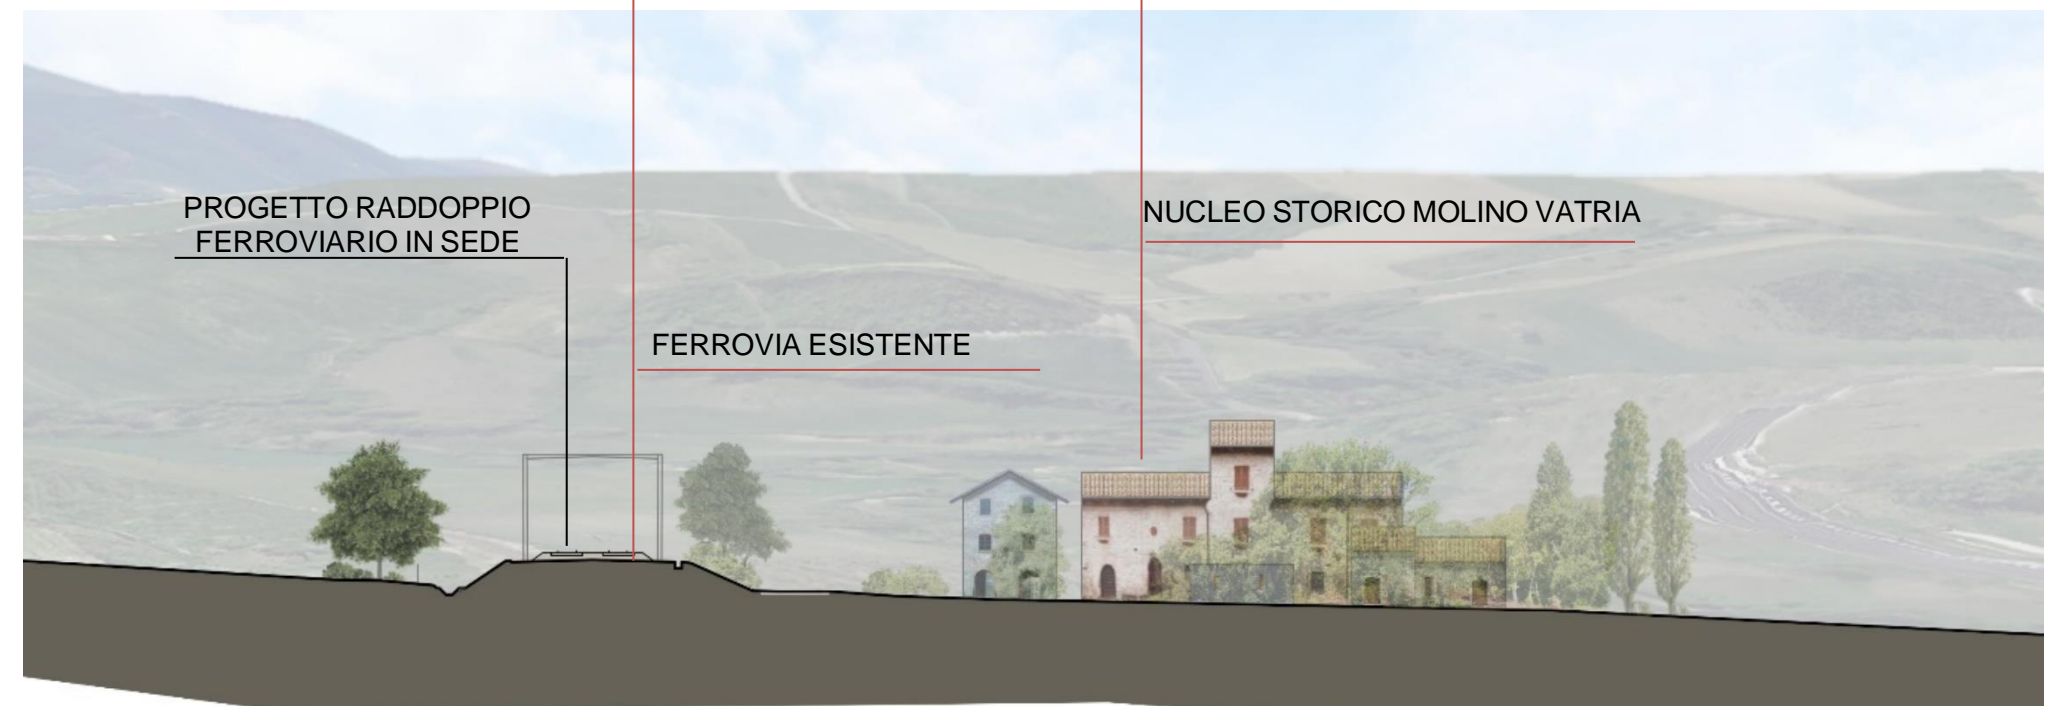 PROGETTO RADDOPPIO
FERROVIARIO IN SEDE
NUCLEO STORICO MOLINO VATRIA
FERROVIA ESISTENTE